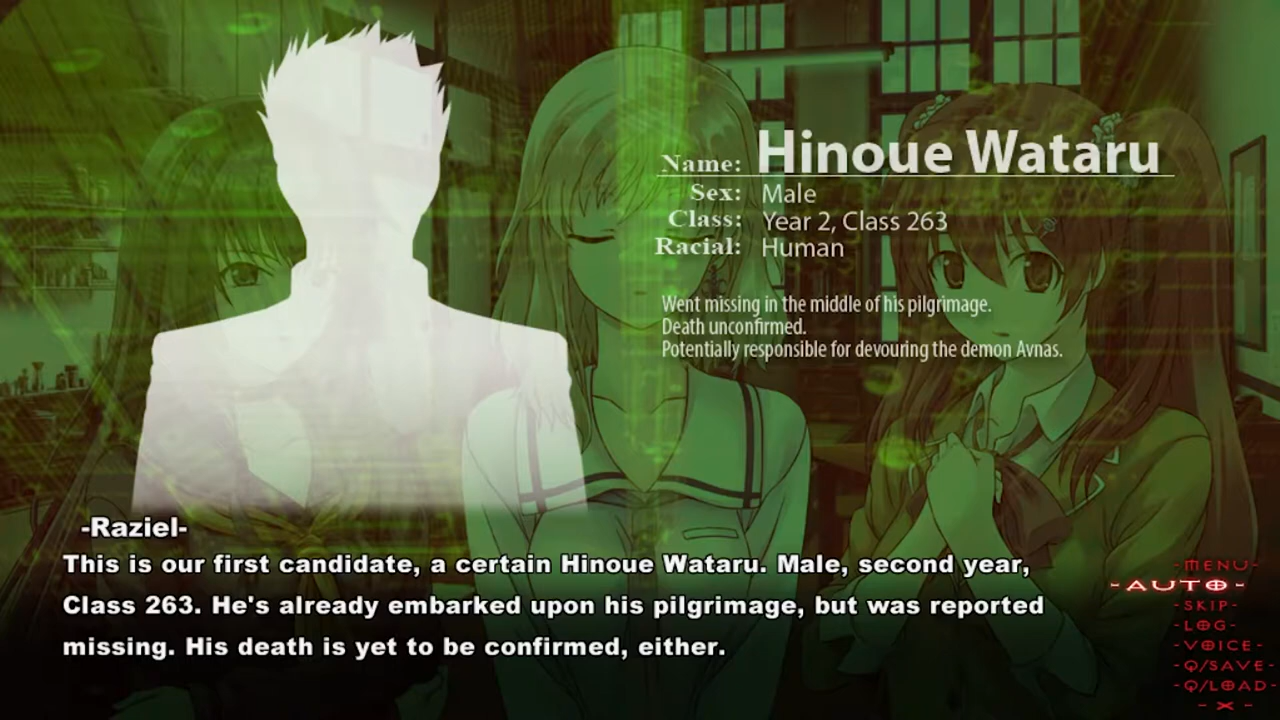 Name: Hinoue Wataru
Sex: Male
Class: Year 2, Class 263
Racial: Human
Went missing in the middle of his pilgrimage.
Death unconfirmed.
Potentially responsible for devouring the demon Avnas.
-Raziel-
This is our first candidate, a certain Hinoue Wataru. Male, second year,
Class 263. He's already embarked upon his pilgrimage, but was reported
missing. His death is yet to be confirmed, either.
-MENU-
-AUTO-
-SKIP-
-LOG-
-VOICE-
-Q/SAVE-
-Q/LOAD-
-X-